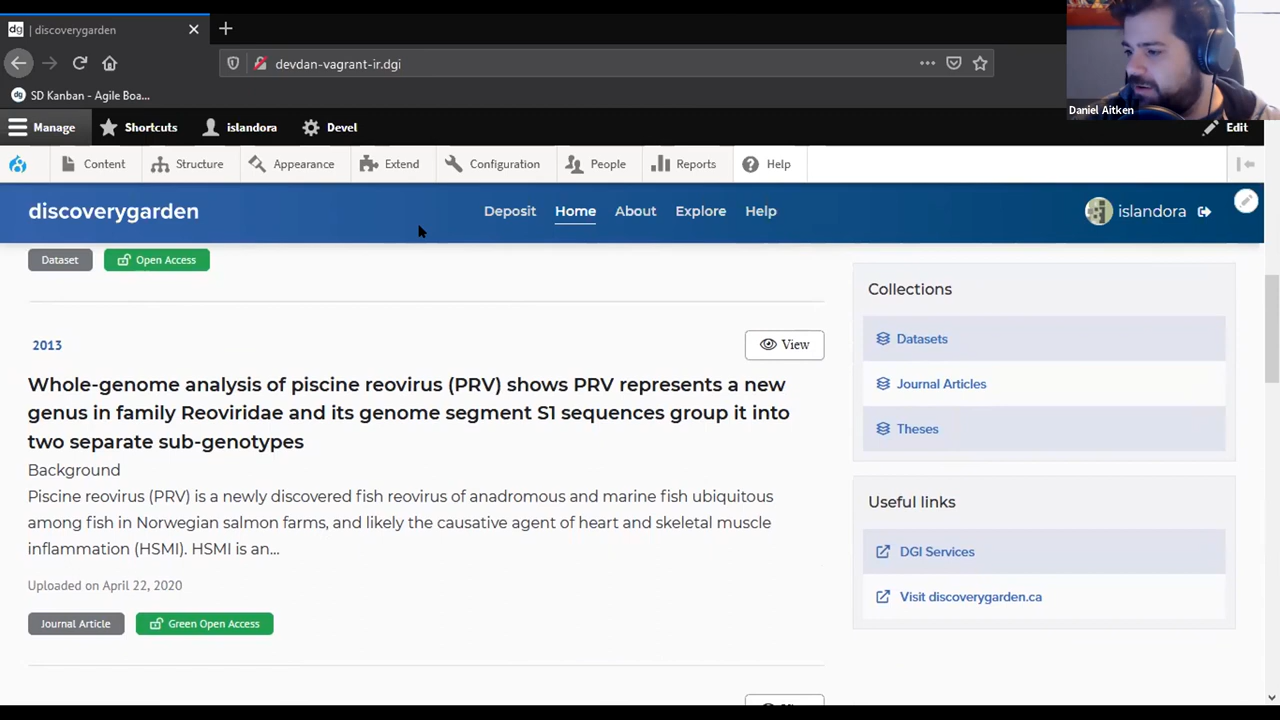 dg | discoverygarden
devdan-vagrant-ir.dgi
dg SD Kanban - Agile Boa...
Daniel Aitken
Manage Shortcuts islandora Devel Edit
Content Structure Appearance Extend Configuration People Reports Help
discoverygarden Deposit Home About Explore Help islandora
Dataset Open Access
2013 View
Whole-genome analysis of piscine reovirus (PRV) shows PRV represents a new
genus in family Reoviridae and its genome segment S1 sequences group it into
two separate sub-genotypes
Background
Piscine reovirus (PRV) is a newly discovered fish reovirus of anadromous and marine fish ubiquitous
among fish in Norwegian salmon farms, and likely the causative agent of heart and skeletal muscle
inflammation (HSMI). HSMI is an...
Uploaded on April 22, 2020
Journal Article Green Open Access
Collections
Datasets
Journal Articles
Theses
Useful links
DGI Services
Visit discoverygarden.ca